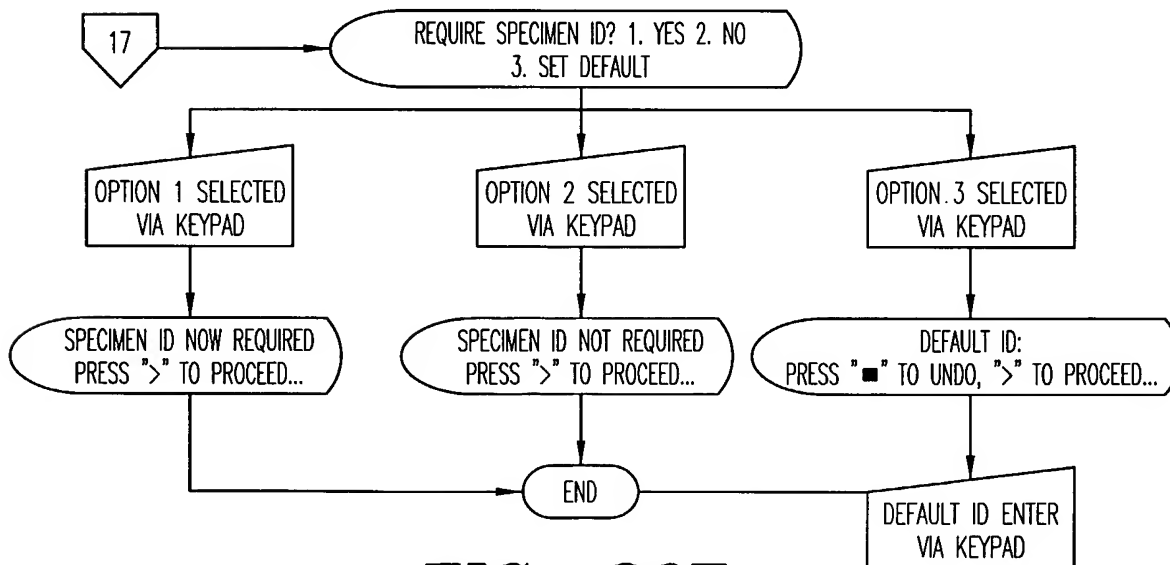 17
REQUIRE SPECIMEN ID? 1. YES 2. NO
3. SET DEFAULT
OPTION 1 SELECTED
VIA KEYPAD
OPTION 2 SELECTED
VIA KEYPAD
OPTION.3 SELECTED
VIA KEYPAD
SPECIMEN ID NOW REQUIRED
PRESS ">" TO PROCEED...
SPECIMEN ID NOT REQUIRED
PRESS ">" TO PROCEED...
DEFAULT ID:
PRESS "■" TO UNDO, ">" TO PROCEED...
END
DEFAULT ID ENTER
VIA KEYPAD